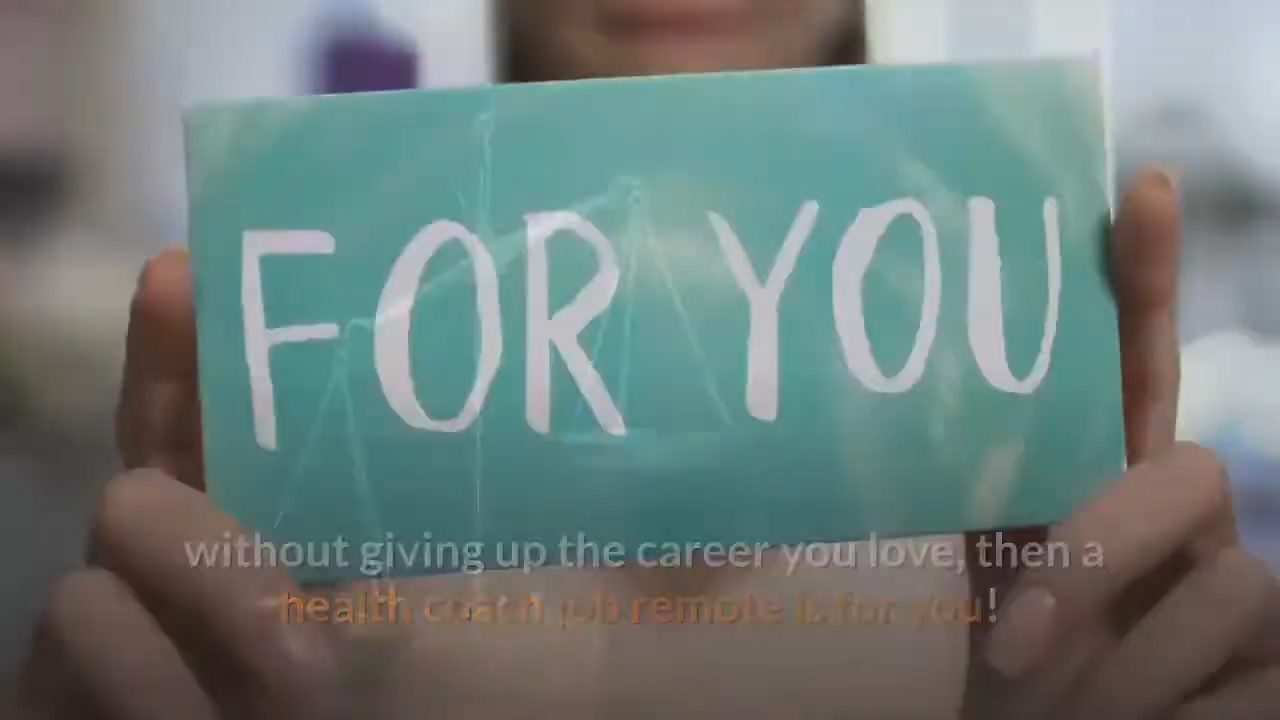 FOR YOU
without giving up the career you love, then a
health coach job remote is for you!